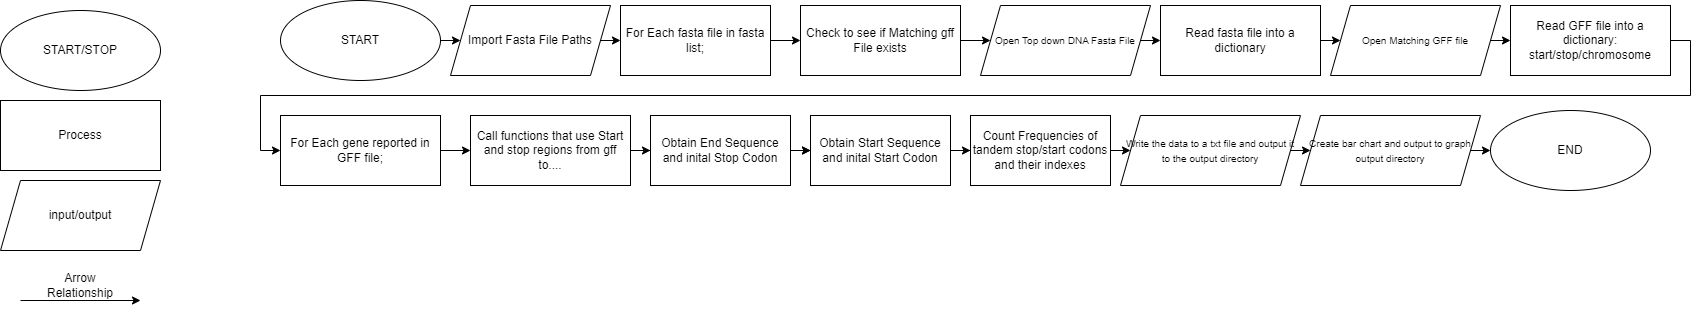 START/STOP
Process
input/output
Arrow
Relationship
START
Import Fasta File Paths
For Each fasta file in fasta
list;
Check to see if Matching gff
File exists
Open Top down DNA Fasta File
Read fasta file into a
dictionary
Open Matching GFF file
Read GFF file into a
dictionary:
start/stop/chromosome
For Each gene reported in
GFF file;
Call functions that use Start
and stop regions from gff
to....
Obtain End Sequence
and inital Stop Codon
Obtain Start Sequence
and inital Start Codon
Count Frequencies of
tandem stop/start codons
and their indexes
Write the data to a txt file and output it
to the output directory
Create bar chart and output to graph
output directory
END